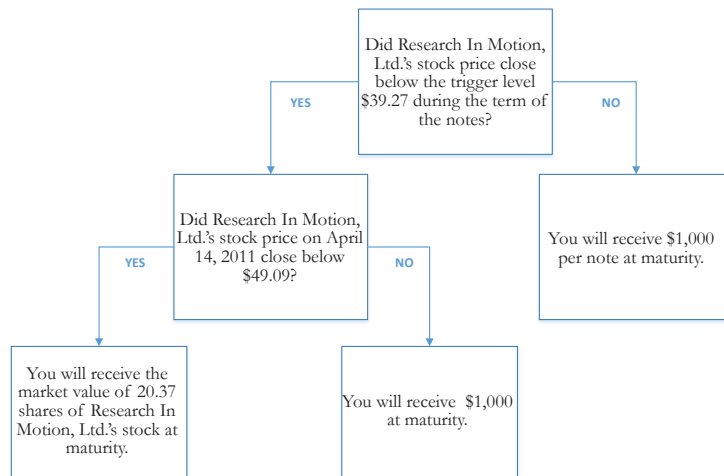 Did Research In Motion,
Ltd.'s stock price close
below the trigger level
$39.27 during the term of
the notes?
YES
NO
Did Research In Motion,
Ltd.'s stock price on April
14, 2011 close below
$49.09?
You will receive $1,000
per note at maturity.
YES
NO
You will receive the
market value of 20.37
shares of Research In
Motion, Ltd.'s stock at
maturity.
You will receive $1,000
at maturity.